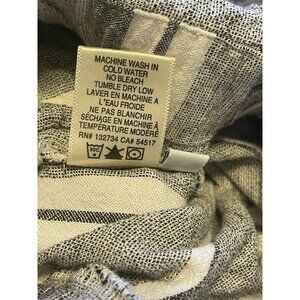 MACHINE WASH IN
COLD WATER
NO BLEACH
TUMBLE DRY LOW
LAVER EN MACHINE A
L'EAU FROIDE
NE PAS BLANCHIR
SÉCHAGE EN MACHINE À
TEMPÉRATURE MODÉRÉ
RN# 132734 CA# 54517